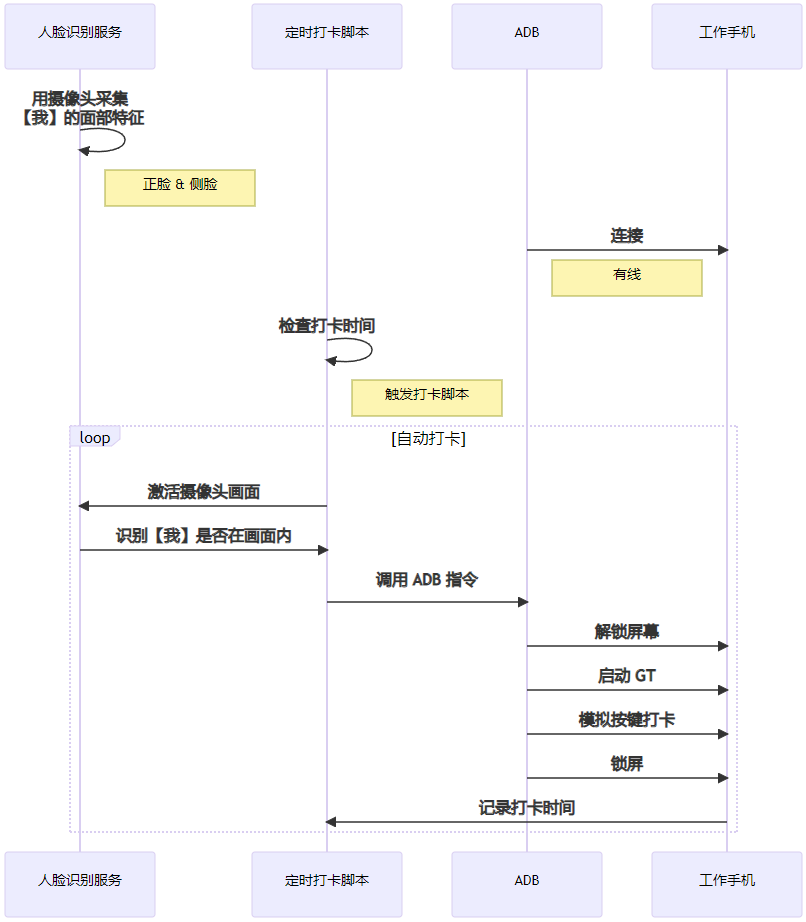 人脸识别服务
定时打卡脚本
ADB
工作手机
用摄像头采集
【我】的面部特征
正脸 & 侧脸
连接
有线
检查打卡时间
触发打卡脚本
loop
[自动打卡]
激活摄像头画面
识别【我】是否在画面内
调用 ADB 指令
解锁屏幕
启动 GT
模拟按键打卡
锁屏
记录打卡时间
人脸识别服务
定时打卡脚本
ADB
工作手机